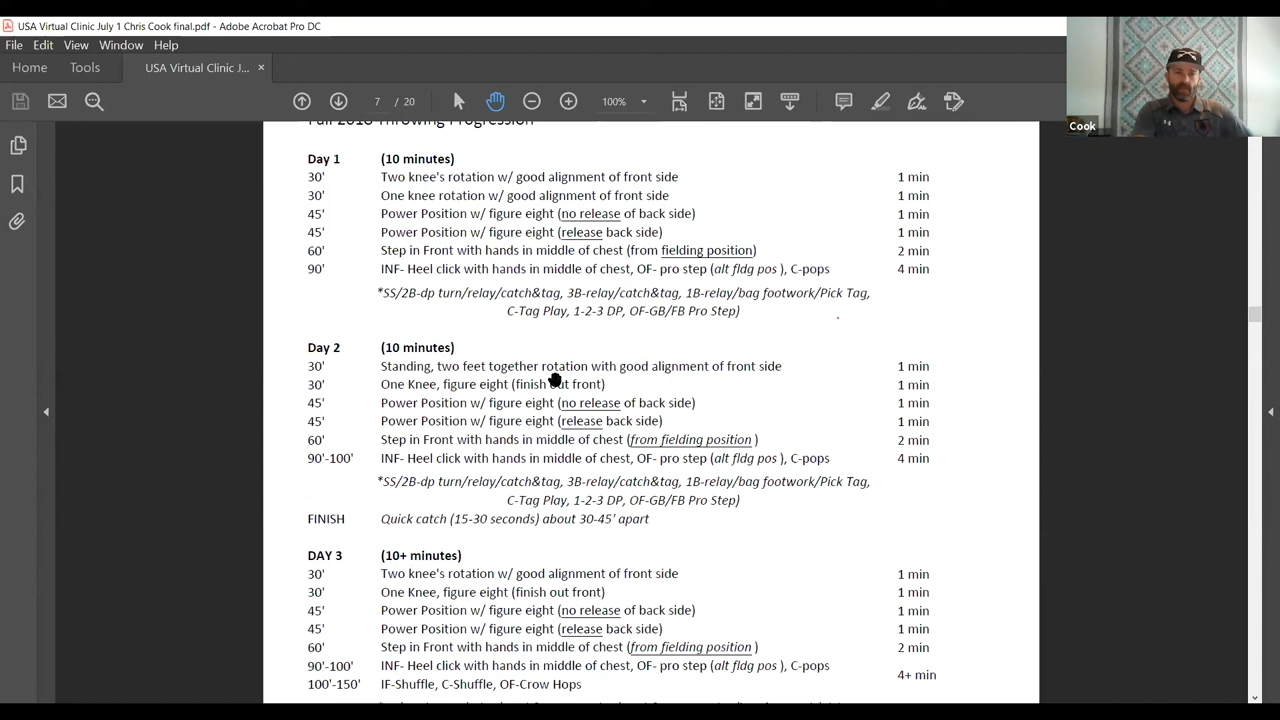 USA Virtual Clinic July 1 Chris Cook final.pdf - Adobe Acrobat Pro DC
File Edit View Window Help
Home Tools USA Virtual Clinic J... ×
7 / 20 100%
Cook
Fall 2018 Throwing Progression
Day 1 (10 minutes)
30' Two knee's rotation w/ good alignment of front side 1 min
30' One knee rotation w/ good alignment of front side 1 min
45' Power Position w/ figure eight (no release of back side) 1 min
45' Power Position w/ figure eight (release back side) 1 min
60' Step in Front with hands in middle of chest (from fielding position) 2 min
90' INF- Heel click with hands in middle of chest, OF- pro step (alt fldg pos ), C-pops 4 min
*SS/2B-dp turn/relay/catch&tag, 3B-relay/catch&tag, 1B-relay/bag footwork/Pick Tag,
C-Tag Play, 1-2-3 DP, OF-GB/FB Pro Step)
Day 2 (10 minutes)
30' Standing, two feet together rotation with good alignment of front side 1 min
30' One Knee, figure eight (finish out front) 1 min
45' Power Position w/ figure eight (no release of back side) 1 min
45' Power Position w/ figure eight (release back side) 1 min
60' Step in Front with hands in middle of chest (from fielding position ) 2 min
90'-100' INF- Heel click with hands in middle of chest, OF- pro step (alt fldg pos ), C-pops 4 min
*SS/2B-dp turn/relay/catch&tag, 3B-relay/catch&tag, 1B-relay/bag footwork/Pick Tag,
C-Tag Play, 1-2-3 DP, OF-GB/FB Pro Step)
FINISH Quick catch (15-30 seconds) about 30-45' apart
DAY 3 (10+ minutes)
30' Two knee's rotation w/ good alignment of front side 1 min
30' One Knee, figure eight (finish out front) 1 min
45' Power Position w/ figure eight (no release of back side) 1 min
45' Power Position w/ figure eight (release back side) 1 min
60' Step in Front with hands in middle of chest (from fielding position ) 2 min
90'-100' INF- Heel click with hands in middle of chest, OF- pro step (alt fldg pos ), C-pops 4+ min
100'-150' IF-Shuffle, C-Shuffle, OF-Crow Hops